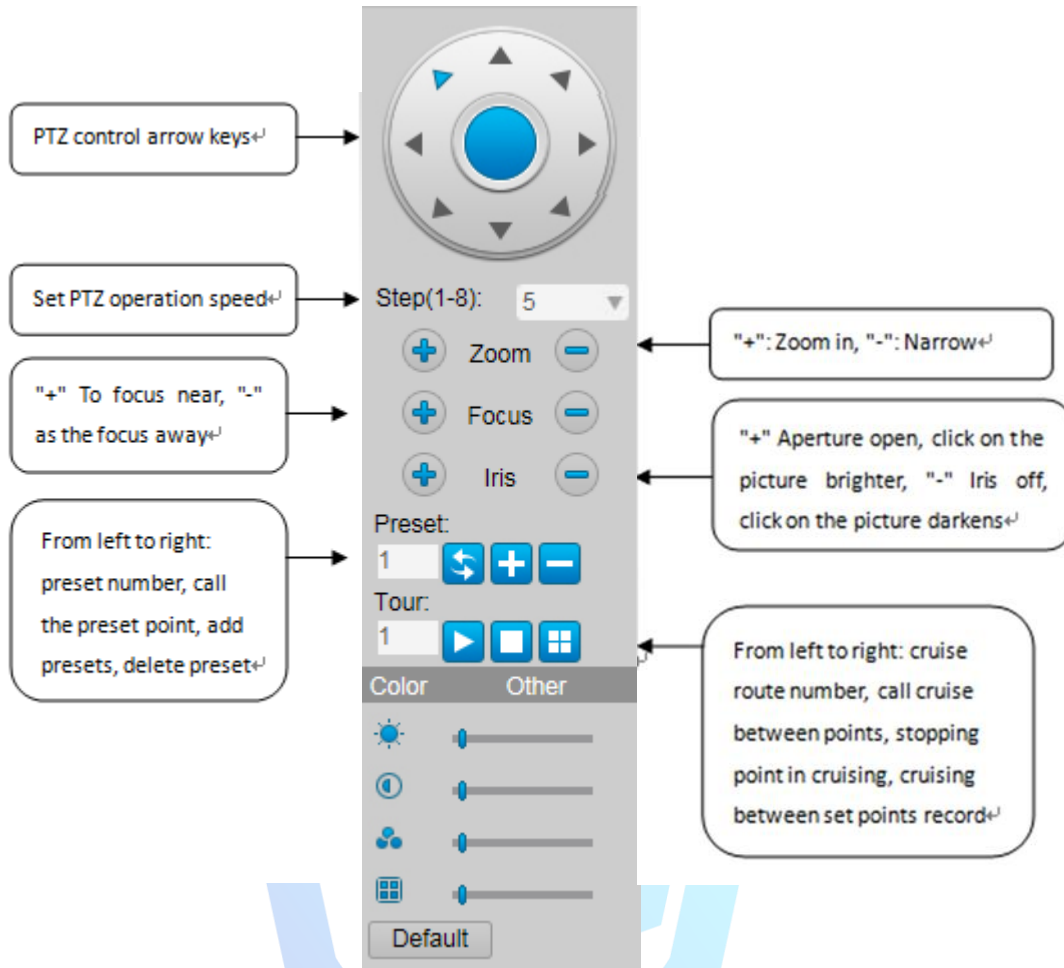 PTZ control arrow keys
Set PTZ operation speed
Step(1-8):
5
Zoom
"+": Zoom in, "-": Narrow
"+" To focus near, "-"
as the focus away
Focus
Iris
"+" Aperture open, click on the
picture brighter, "-" Iris off,
click on the picture darkens
From left to right:
preset number, call
the preset point, add
presets, delete preset
Preset:
1
Tour:
1
From left to right: cruise
route number, call cruise
between points, stopping
point in cruising, cruising
between set points record
Color Other
Default